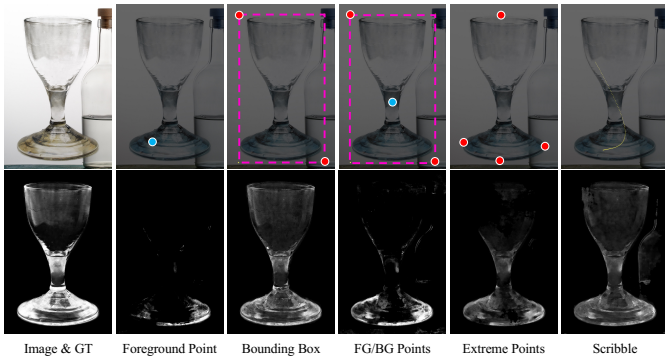 Image & GT
Foreground Point
Bounding Box
FG/BG Points
Extreme Points
Scribble